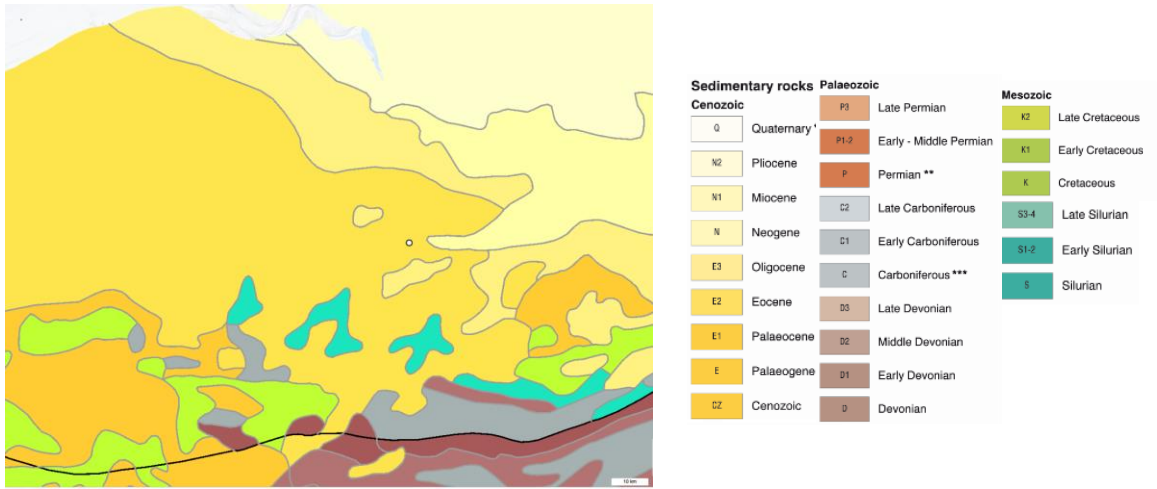 Sedimentary rocks
Cenozoic
Q Quaternary *
N2 Pliocene
N1 Miocene
N Neogene
E3 Oligocene
E2 Eocene
E1 Palaeocene
E Palaeogene
CZ Cenozoic
Palaeozoic
P3 Late Permian
P1-2 Early - Middle Permian
P Permian **
C2 Late Carboniferous
C1 Early Carboniferous
C Carboniferous ***
D3 Late Devonian
D2 Middle Devonian
D1 Early Devonian
D Devonian
Mesozoic
K2 Late Cretaceous
K1 Early Cretaceous
K Cretaceous
S3-4 Late Silurian
S1-2 Early Silurian
S Silurian
10 km